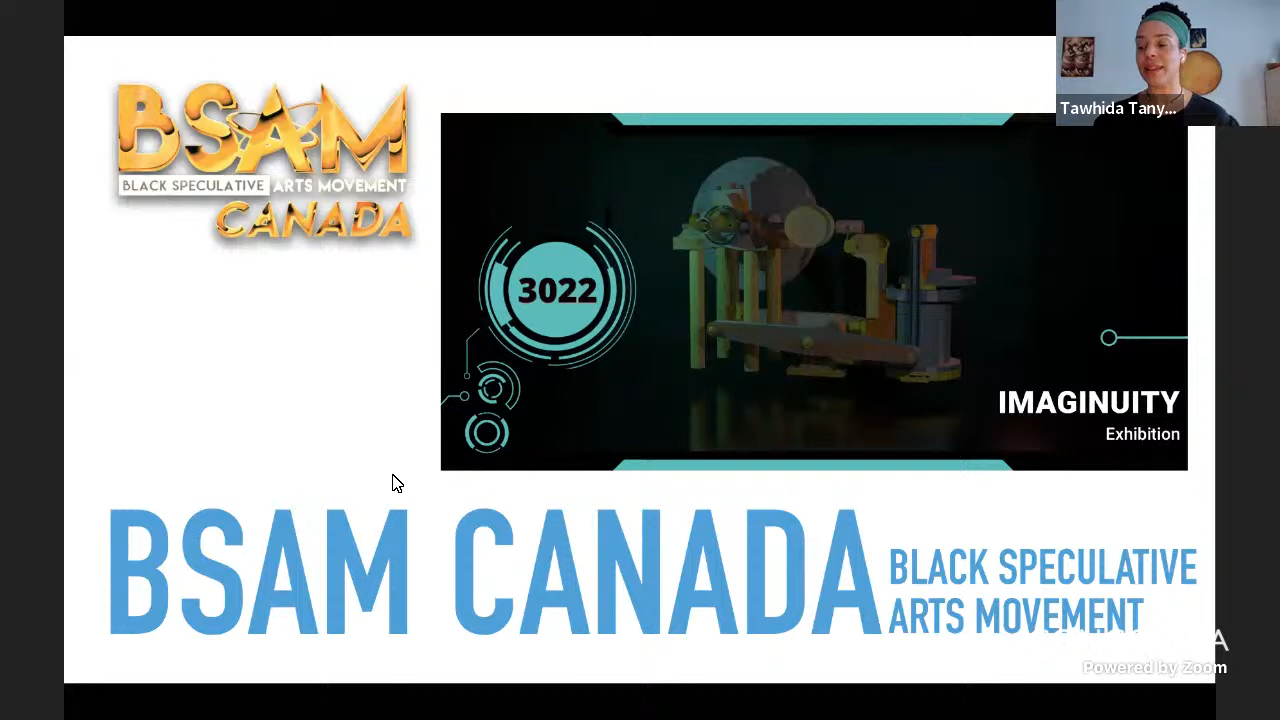 BSAM
BLACK SPECULATIVE ARTS MOVEMENT
CANADA
Tawhida Tany...
3022
IMAGINUITY
Exhibition
BSAM CANADA
BLACK SPECULATIVE
ARTS MOVEMENT
Powered by Zoom